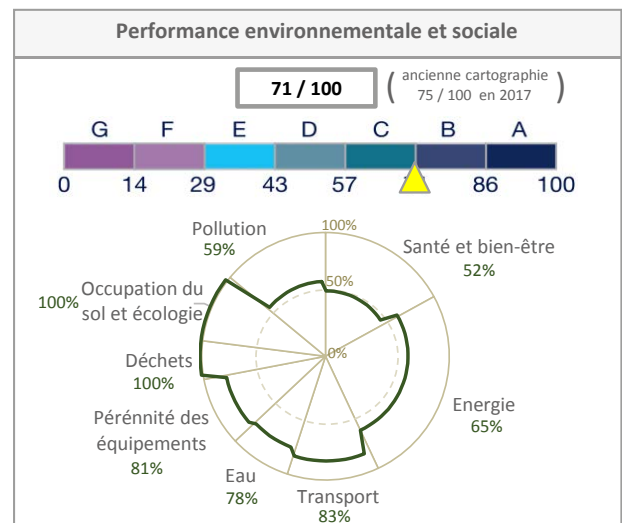 Performance environnementale et sociale
71 / 100
( ancienne cartographie
75 / 100 en 2017 )
G F E D C B A
0 14 29 43 57 86 100
Pollution
59%
100%
50%
0%
Santé et bien-être
52%
Occupation du
sol et écologie
100%
Déchets
100%
Energie
65%
Pérénnité des
équipements
81%
Eau
78%
Transport
83%